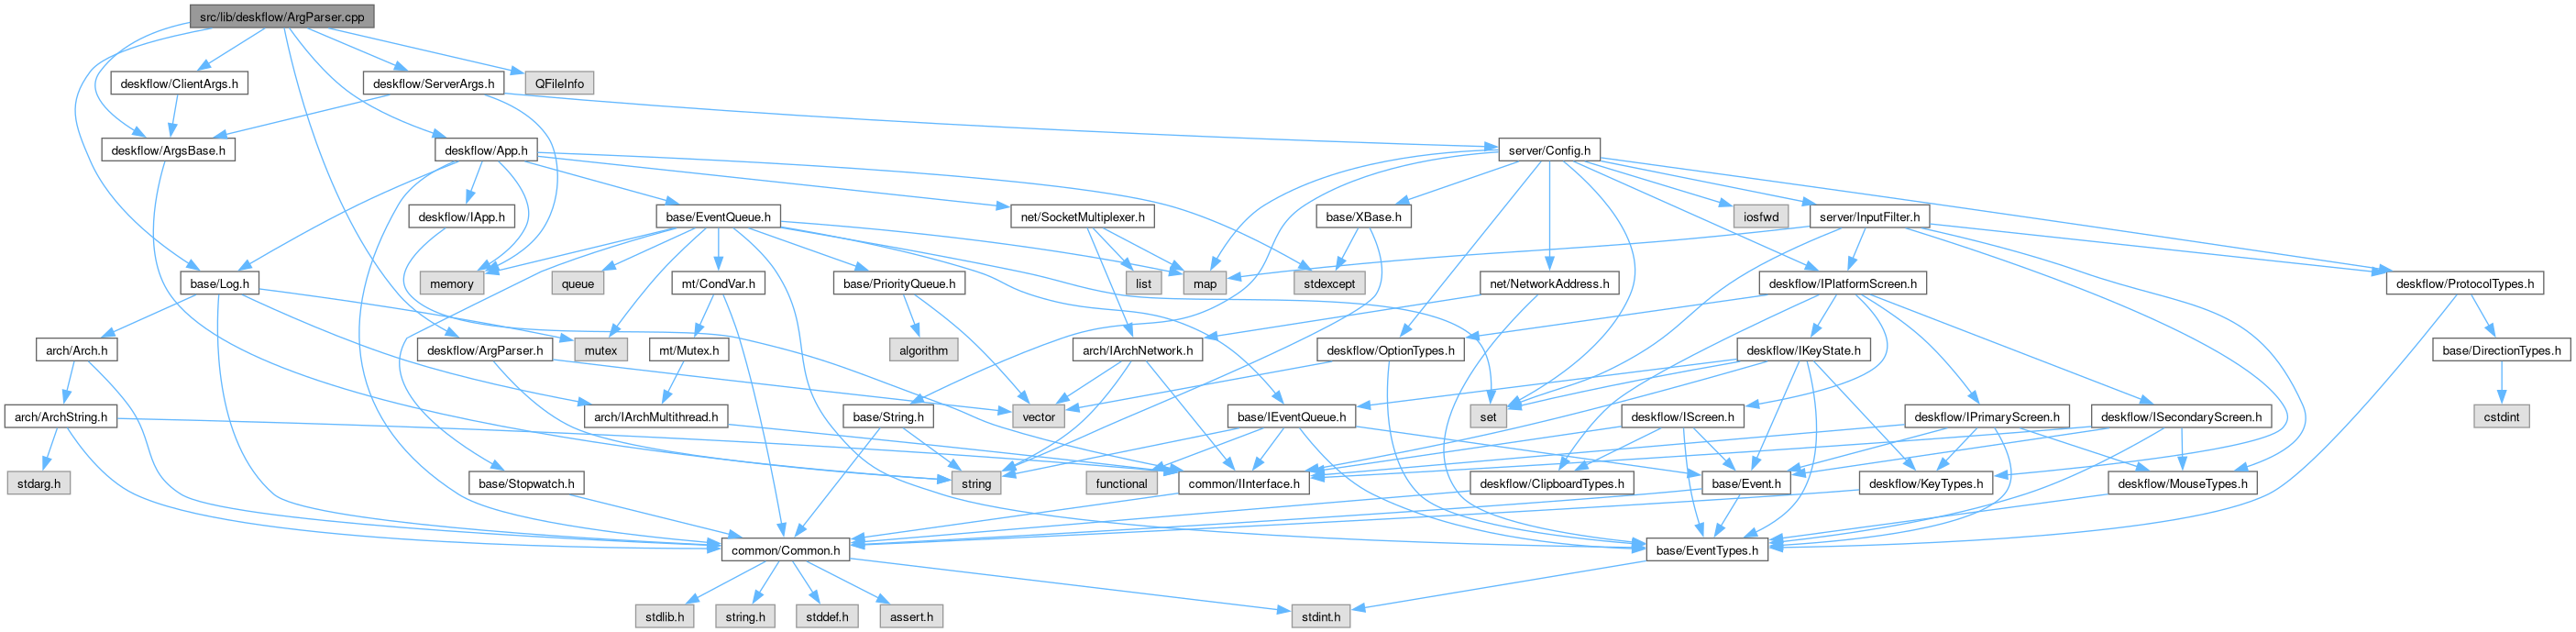 src/lib/deskflow/ArgParser.cpp
deskflow/ClientArgs.h
deskflow/ServerArgs.h
QFileInfo
deskflow/ArgsBase.h
deskflow/App.h
server/Config.h
deskflow/IApp.h
base/EventQueue.h
net/SocketMultiplexer.h
base/XBase.h
iosfwd
server/InputFilter.h
base/Log.h
memory
queue
mt/CondVar.h
base/PriorityQueue.h
list
map
stdexcept
net/NetworkAddress.h
deskflow/IPlatformScreen.h
deskflow/ProtocolTypes.h
arch/Arch.h
deskflow/ArgParser.h
mutex
mt/Mutex.h
algorithm
arch/IArchNetwork.h
deskflow/OptionTypes.h
deskflow/IKeyState.h
base/DirectionTypes.h
arch/ArchString.h
arch/IArchMultithread.h
base/String.h
vector
base/IEventQueue.h
set
deskflow/IScreen.h
deskflow/IPrimaryScreen.h
deskflow/ISecondaryScreen.h
cstdint
stdarg.h
base/Stopwatch.h
string
functional
common/IInterface.h
deskflow/ClipboardTypes.h
base/Event.h
deskflow/KeyTypes.h
deskflow/MouseTypes.h
common/Common.h
base/EventTypes.h
stdlib.h
string.h
stddef.h
assert.h
stdint.h